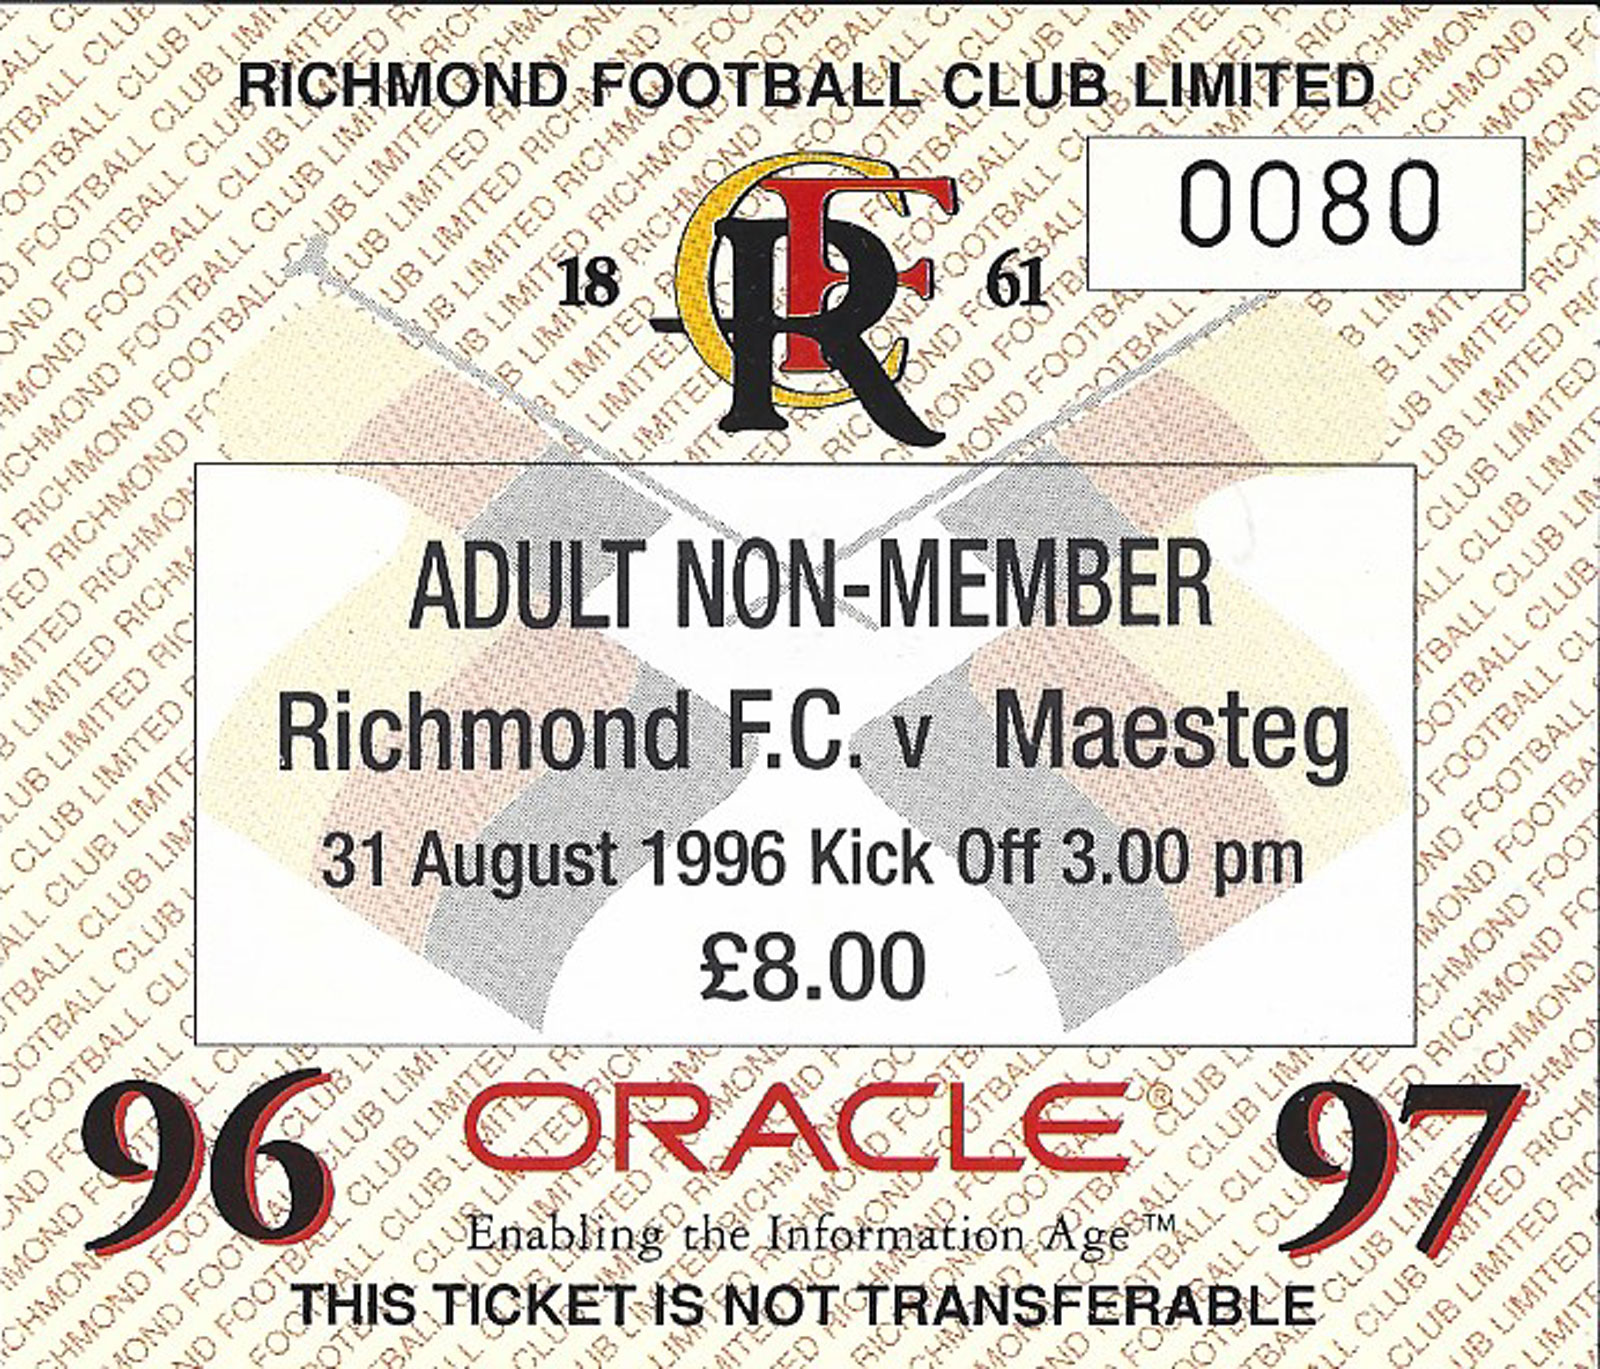 RICHMOND FOOTBALL CLUB LIMITED
0080
18 CFR 61
ADULT NON-MEMBER
Richmond F.C. v Maesteg
31 August 1996 Kick Off 3.00 pm
£8.00
96 ORACLE® 97
Enabling the Information Age™
THIS TICKET IS NOT TRANSFERABLE